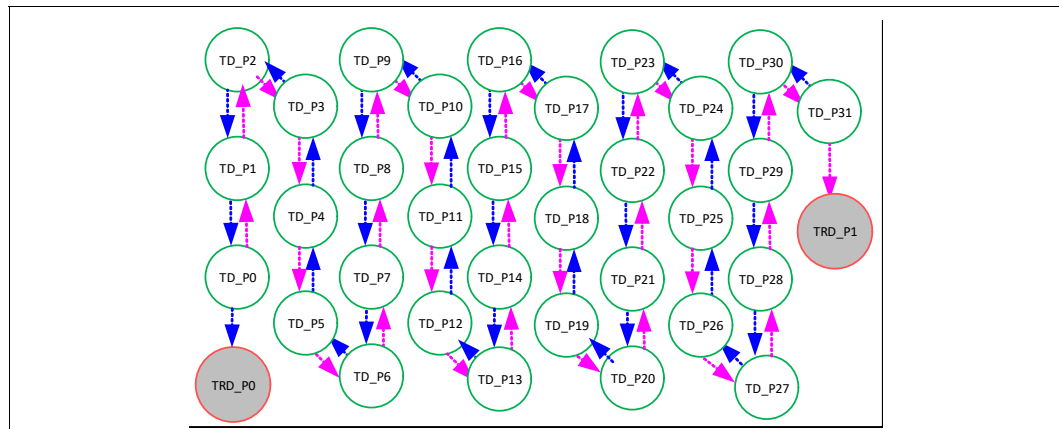 TD_P2
TD_P3
TD_P1
TD_P4
TD_P0
TD_P5
TRD_P0
TD_P9
TD_P10
TD_P8
TD_P11
TD_P7
TD_P12
TD_P6
TD_P16
TD_P17
TD_P15
TD_P18
TD_P14
TD_P19
TD_P13
TD_P23
TD_P24
TD_P22
TD_P25
TD_P21
TD_P26
TD_P20
TD_P30
TD_P31
TD_P29
TRD_P1
TD_P28
TD_P27